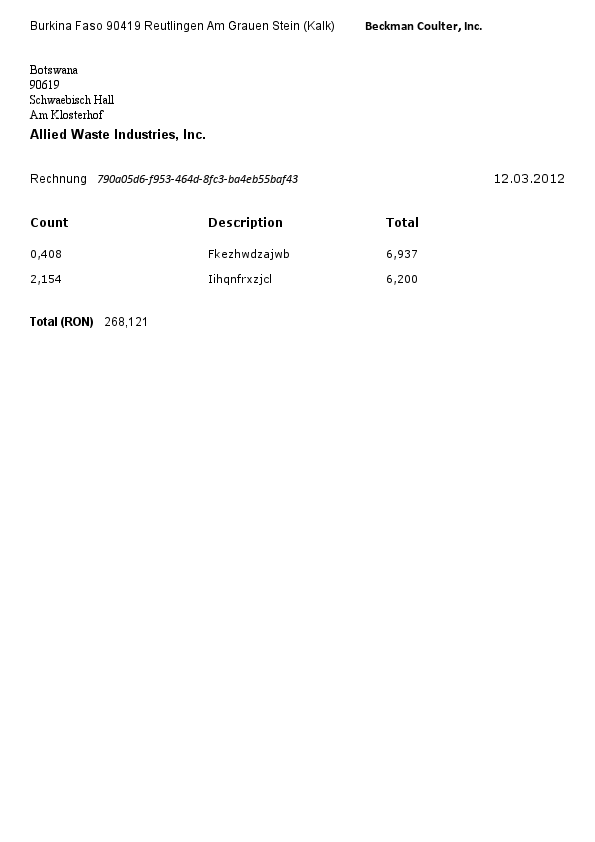 Burkina Faso 90419 Reutlingen Am Grauen Stein (Kalk) Beckman Coulter, Inc.
Botswana
90619
Schwaebisch Hall
Am Klosterhof
Allied Waste Industries, Inc.
Rechnung 790a05d6-f953-464d-8fc3-ba4eb55baf43 12.03.2012
Count Description Total
0,408 Fkezhwdzajwb 6,937
2,154 Iihqnfrxzjcl 6,200
Total (RON) 268,121